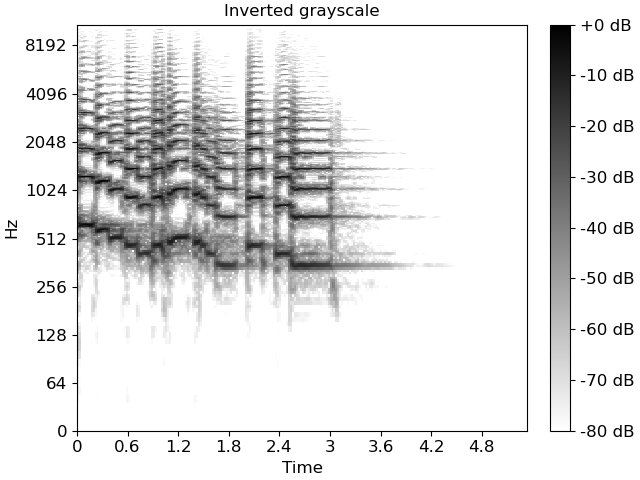 Inverted grayscale
8192
4096
2048
1024
512
256
128
64
0
Hz
0 0.6 1.2 1.8 2.4 3 3.6 4.2 4.8
Time
+0 dB
-10 dB
-20 dB
-30 dB
-40 dB
-50 dB
-60 dB
-70 dB
-80 dB